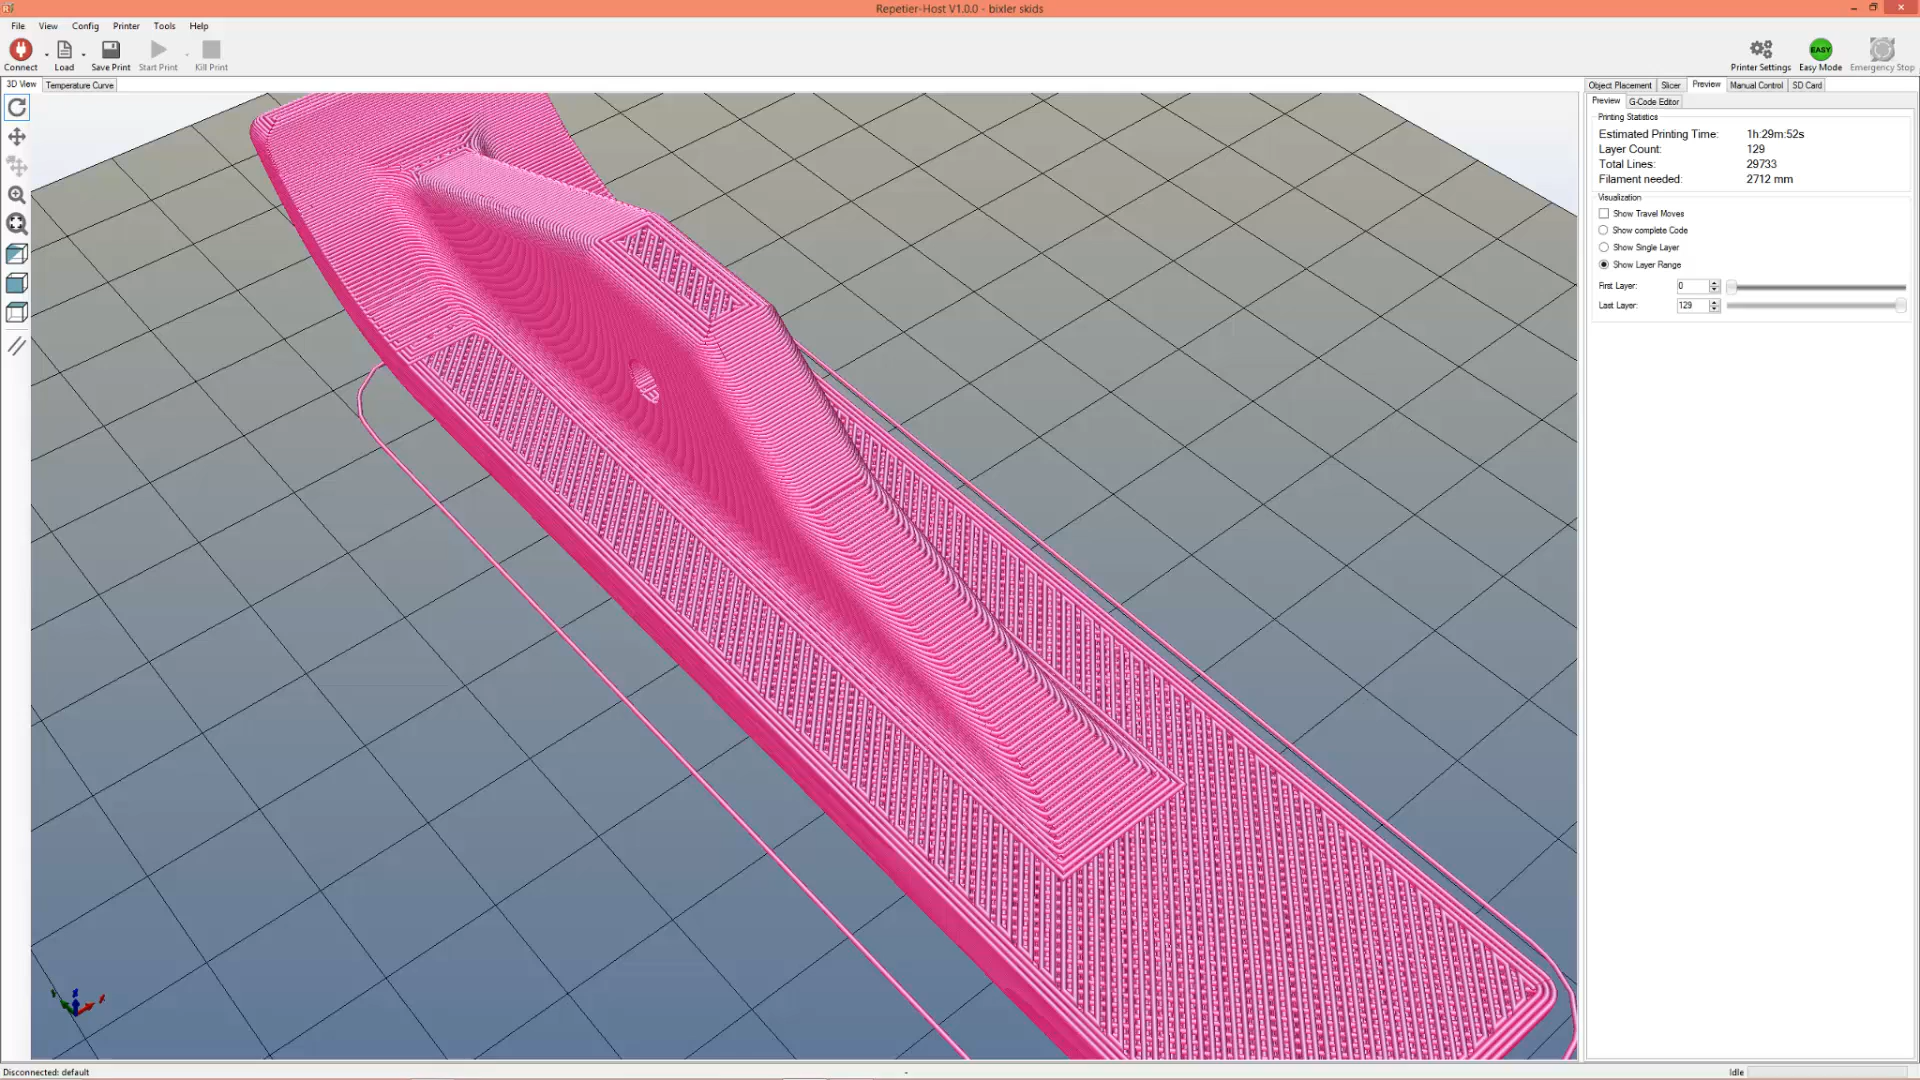 Repetier-Host V1.0.0 - bixler skids
File View Config Printer Tools Help
Connect Load Save Print Start Print Kill Print
Printer Settings EASY Easy Mode Emergency Stop
3D View Temperature Curve
Object Placement Slicer Preview Manual Control SD Card
Preview G-Code Editor
Printing Statistics
Estimated Printing Time: 1h:29m:52s
Layer Count: 129
Total Lines: 29733
Filament needed: 2712 mm
Visualization
Show Travel Moves
Show complete Code
Show Single Layer
Show Layer Range
First Layer: 0
Last Layer: 129
Disconnected: default
-
Idle